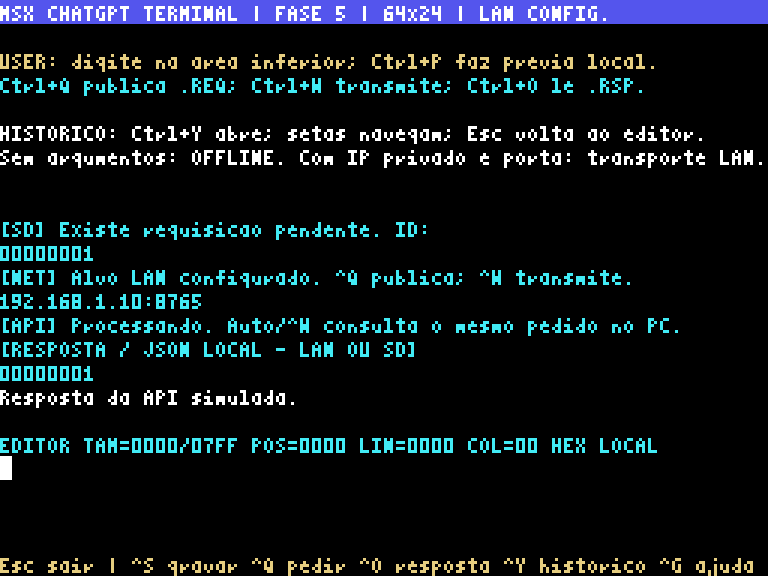 MSX CHATGPT TERMINAL | FASE 5 | 64x24 | LAN CONFIG.
USER: digite na area inferior; Ctrl+P faz previa local.
Ctrl+Q publica .REQ; Ctrl+W transmite; Ctrl+O le .RSP.
HISTORICO: Ctrl+Y abre; setas navegam; Esc volta ao editor.
Sem argumentos: OFFLINE. Com IP privado e porta: transporte LAN.
[SD] Existe requisicao pendente. ID:
00000001
[NET] Alvo LAN configurado. ^Q publica; ^W transmite.
192.168.1.10:8765
[API] Processando. Auto/^W consulta o mesmo pedido no PC.
[RESPOSTA / JSON LOCAL - LAN OU SD]
00000001
Resposta da API simulada.
EDITOR TAM=0000/07FF POS=0000 LIN=0000 COL=00 HEX LOCAL
Esc sair | ^S gravar ^Q pedir ^O resposta ^Y historico ^G ajuda